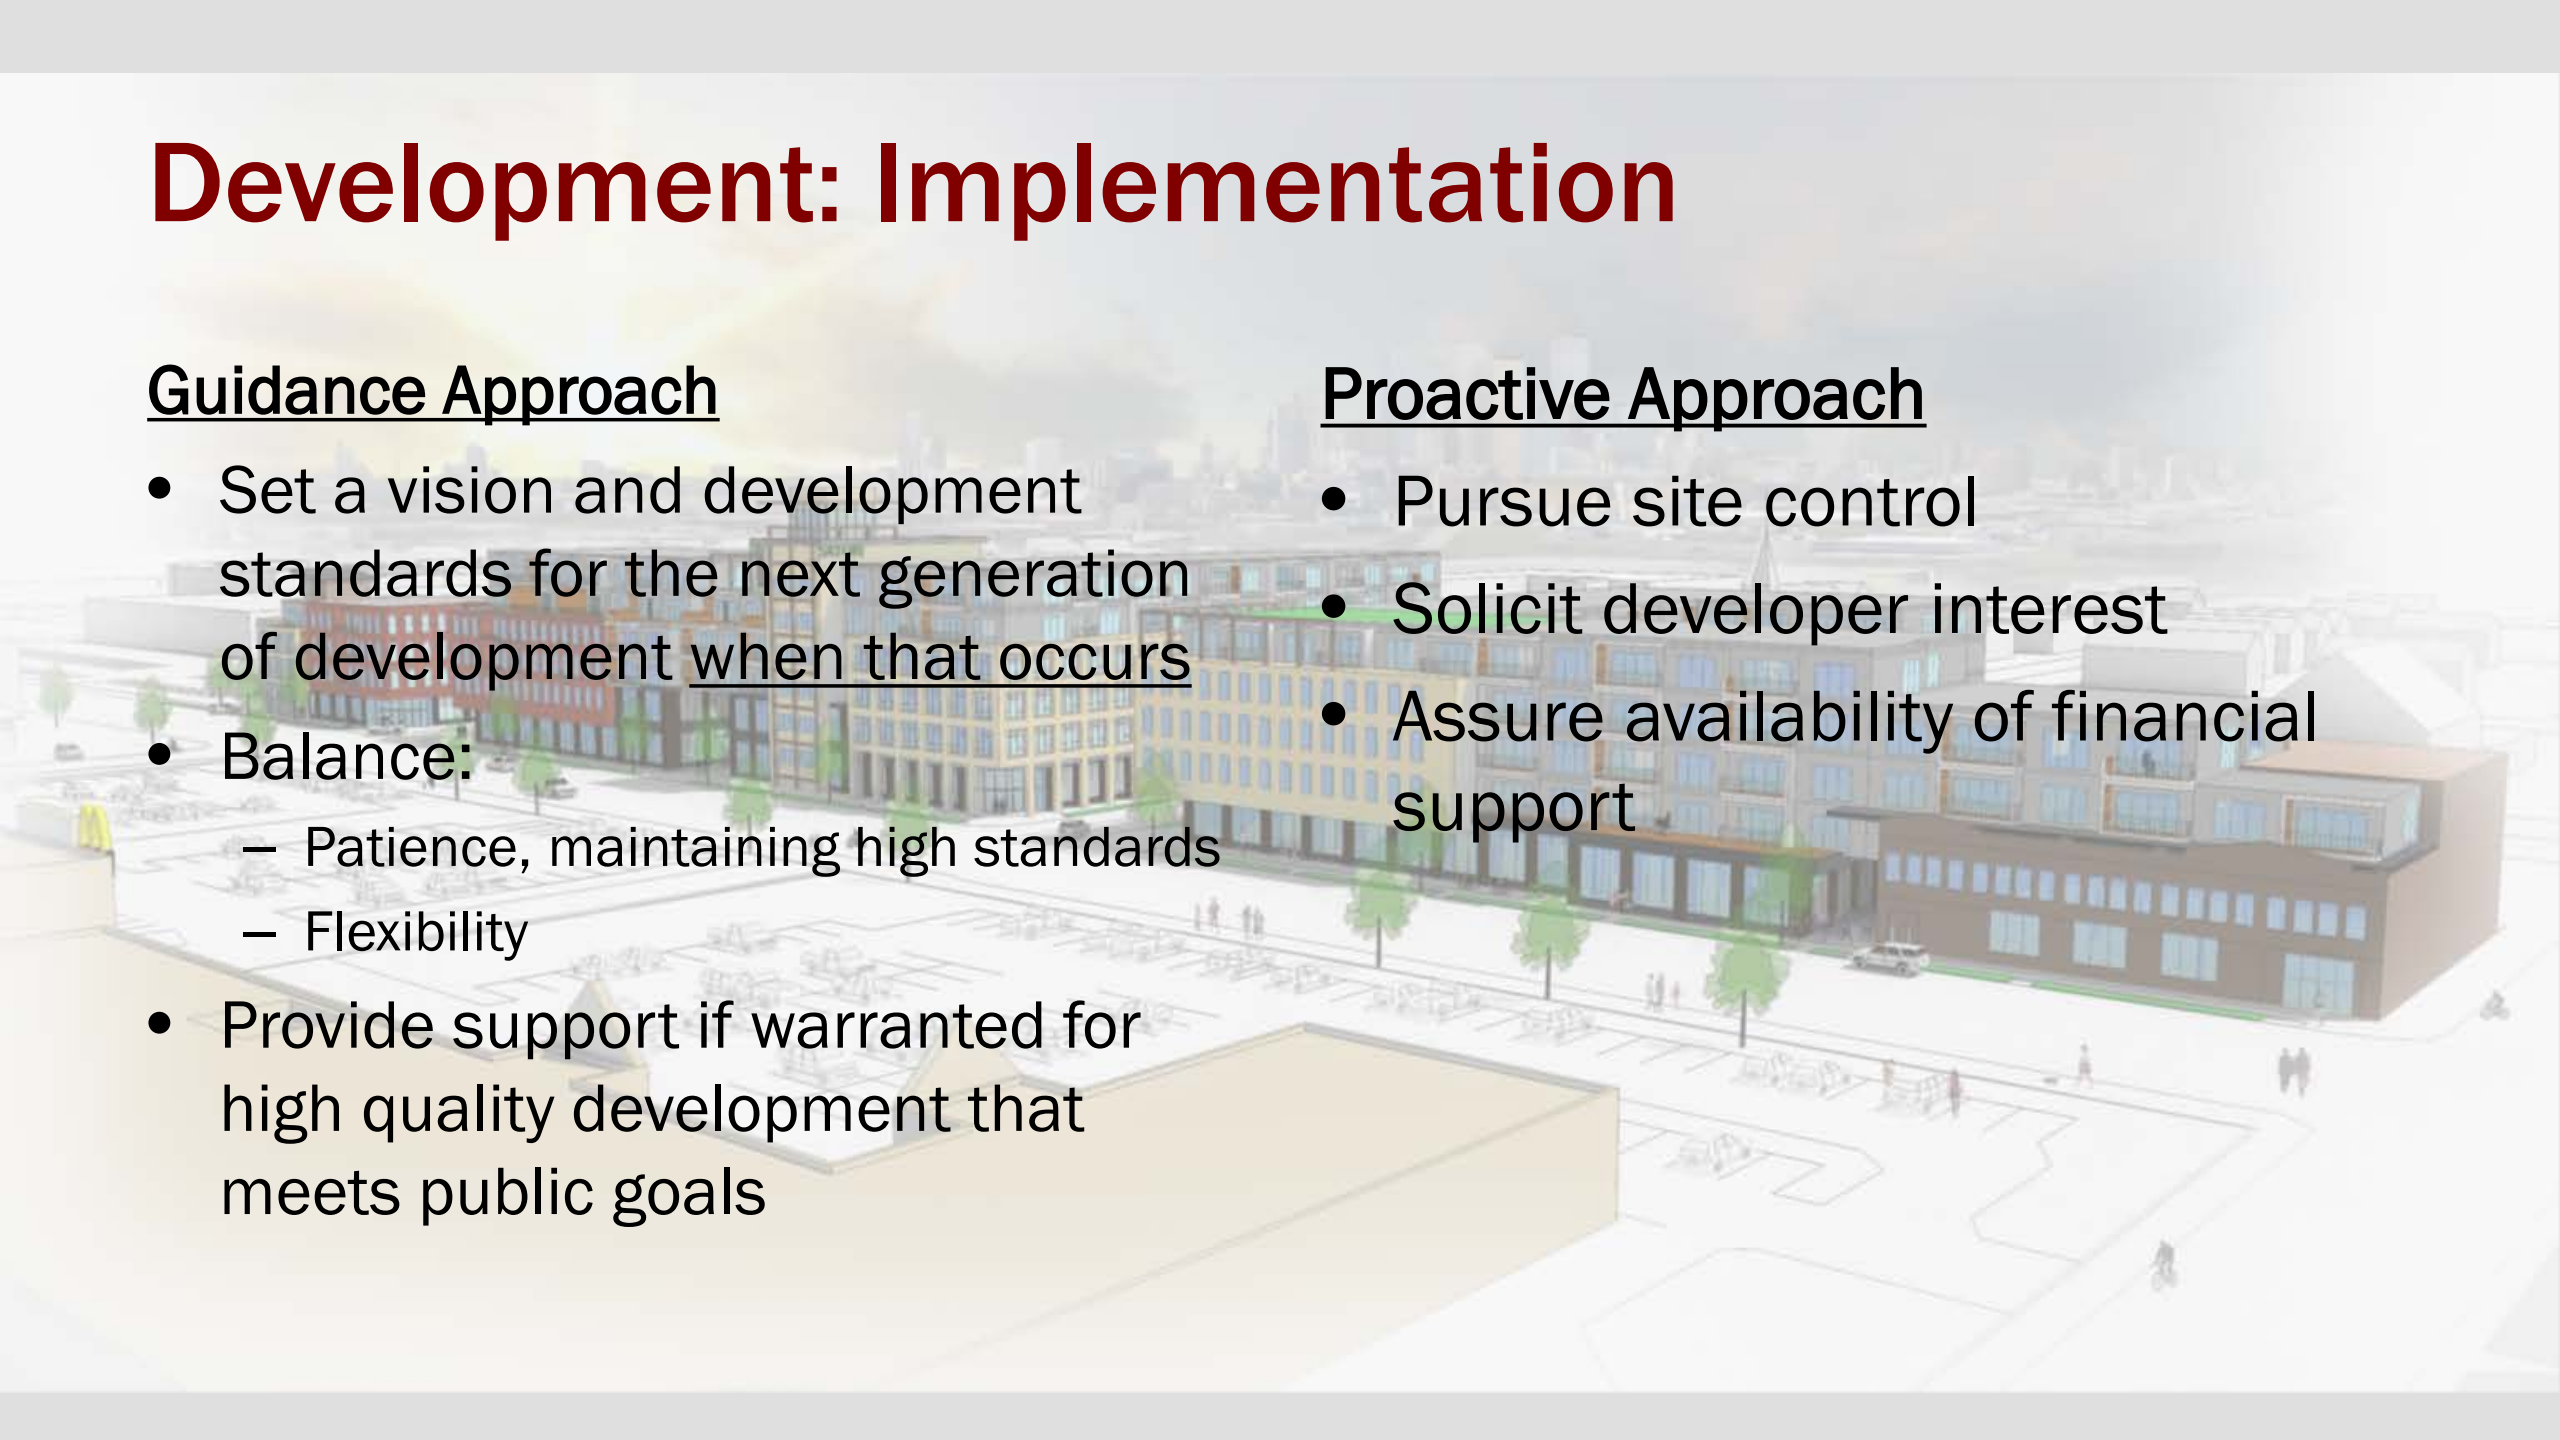 Development: Implementation
Guidance Approach
• Set a vision and development
standards for the next generation
of development when that occurs
• Balance:
– Patience, maintaining high standards
– Flexibility
• Provide support if warranted for
high quality development that
meets public goals
Proactive Approach
• Pursue site control
• Solicit developer interest
• Assure availability of financial
support